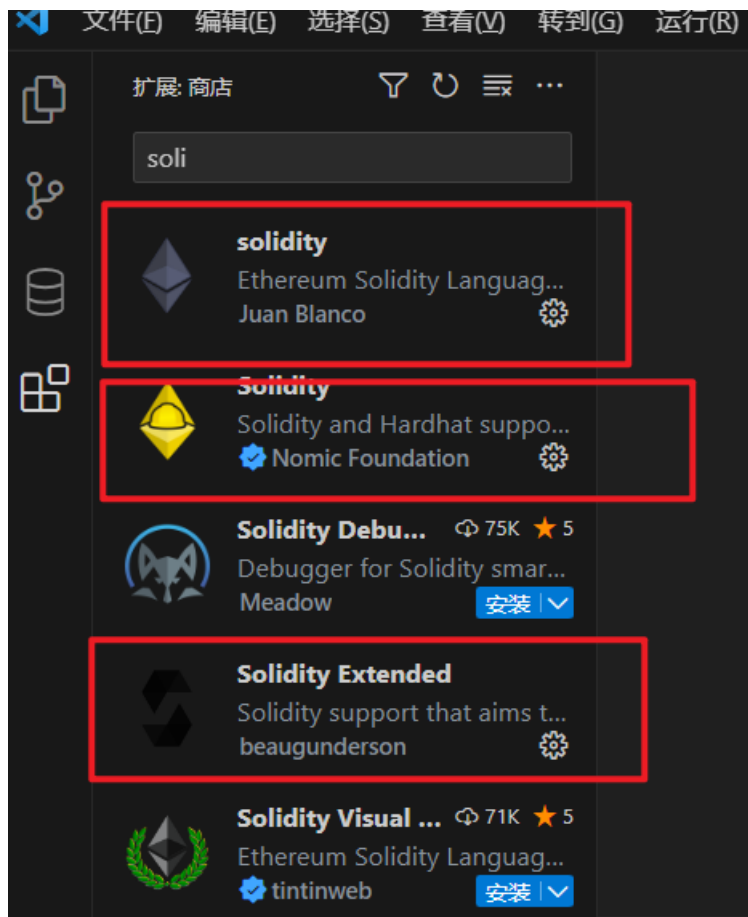 文件(F) 编辑(E) 选择(S) 查看(V) 转到(G) 运行(R)
扩展: 商店
soli
solidity
Ethereum Solidity Languag...
Juan Blanco
Solidity
Solidity and Hardhat suppo...
Nomic Foundation
Solidity Debu... 75K 5
Debugger for Solidity smar...
Meadow 安装
Solidity Extended
Solidity support that aims t...
beaugunderson
Solidity Visual ... 71K 5
Ethereum Solidity Languag...
tintinweb 安装